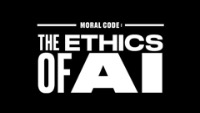 MORAL CODE:
THE ETHICS
OF AI